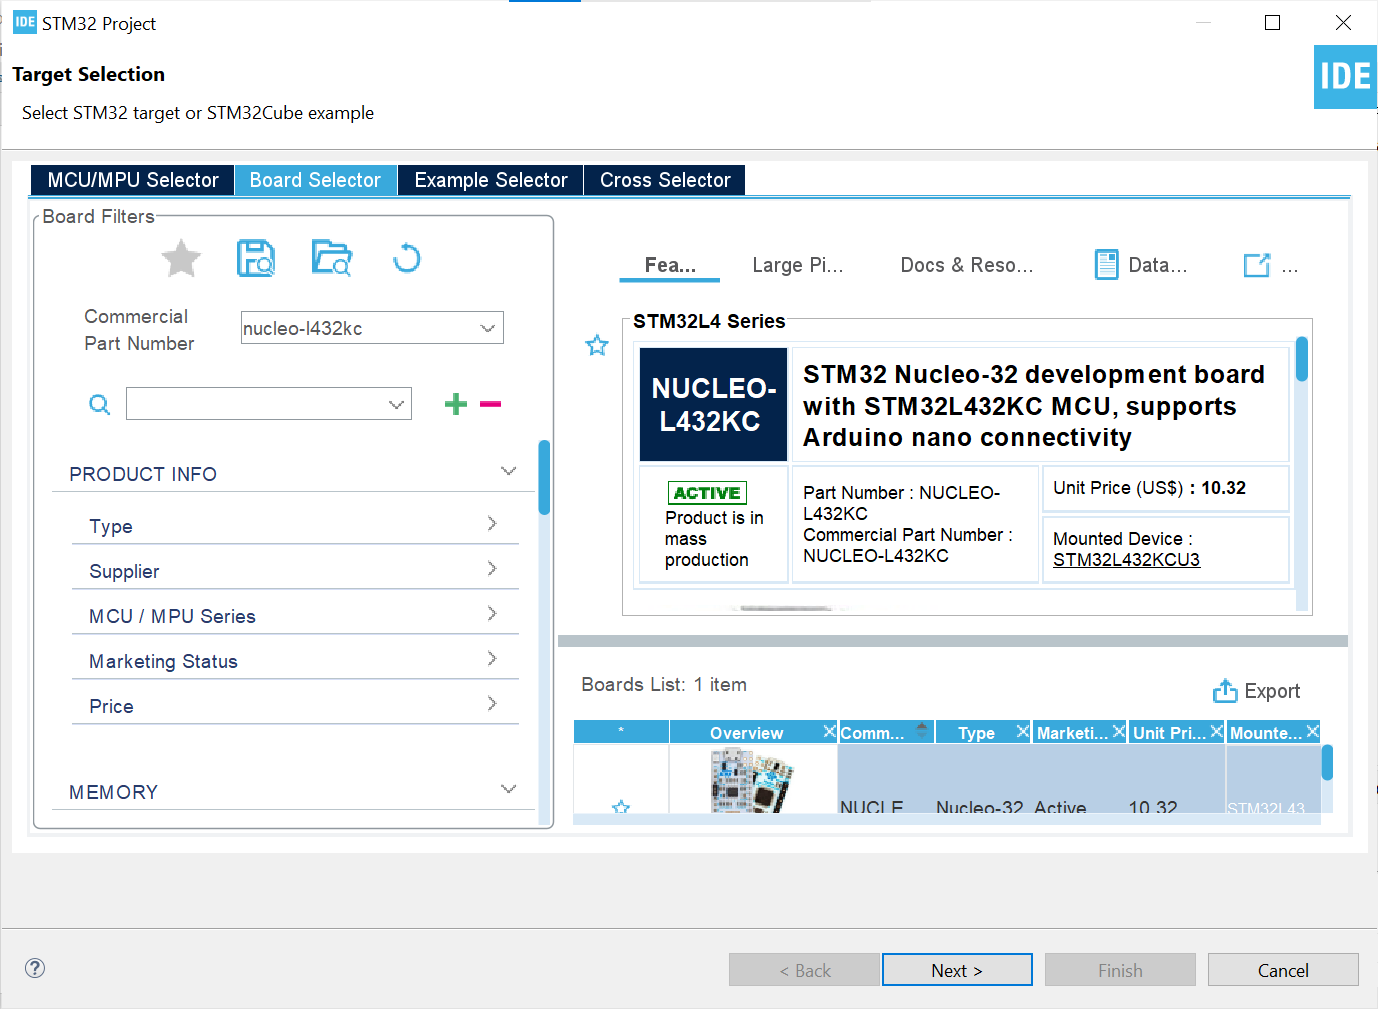 IDE STM32 Project
Target Selection
Select STM32 target or STM32Cube example
IDE
MCU/MPU Selector
Board Selector
Example Selector
Cross Selector
Board Filters
Commercial
Part Number
nucleo-l432kc
PRODUCT INFO
Type
Supplier
MCU / MPU Series
Marketing Status
Price
MEMORY
Fea...
Large Pi...
Docs & Reso...
Data...
...
STM32L4 Series
NUCLEO-
L432KC
STM32 Nucleo-32 development board
with STM32L432KC MCU, supports
Arduino nano connectivity
ACTIVE
Product is in
mass
production
Part Number : NUCLEO-
L432KC
Commercial Part Number :
NUCLEO-L432KC
Unit Price (US$) : 10.32
Mounted Device :
STM32L432KCU3
Boards List: 1 item
Export
* Overview Comm... Type Marketi... Unit Pri... Mounte...
NUCLE Nucleo-32 Active 10.32 STM32L43
?
< Back
Next >
Finish
Cancel